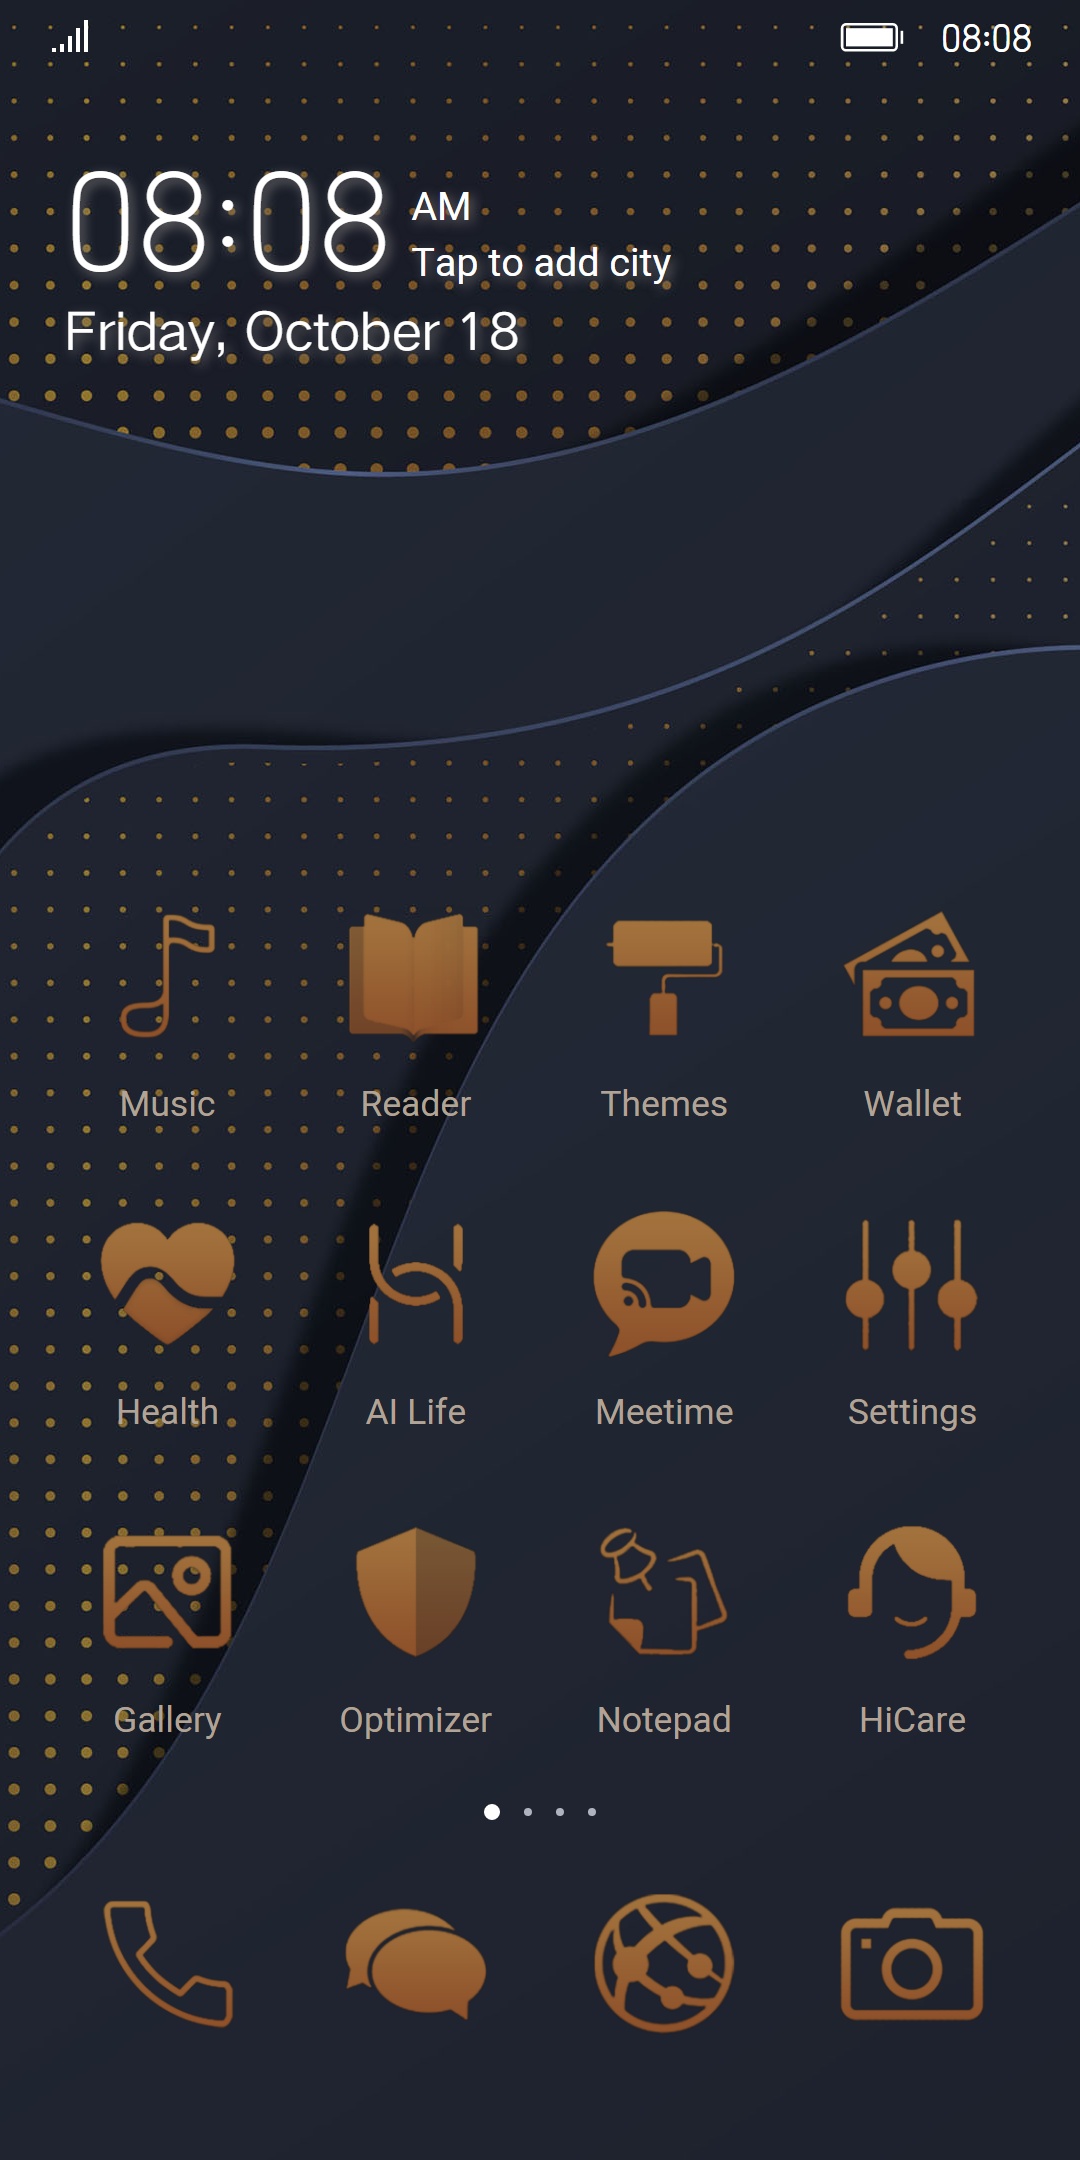 08:08
08:08 AM
Tap to add city
Friday, October 18
Music Reader Themes Wallet
Health AI Life Meetime Settings
Gallery Optimizer Notepad HiCare